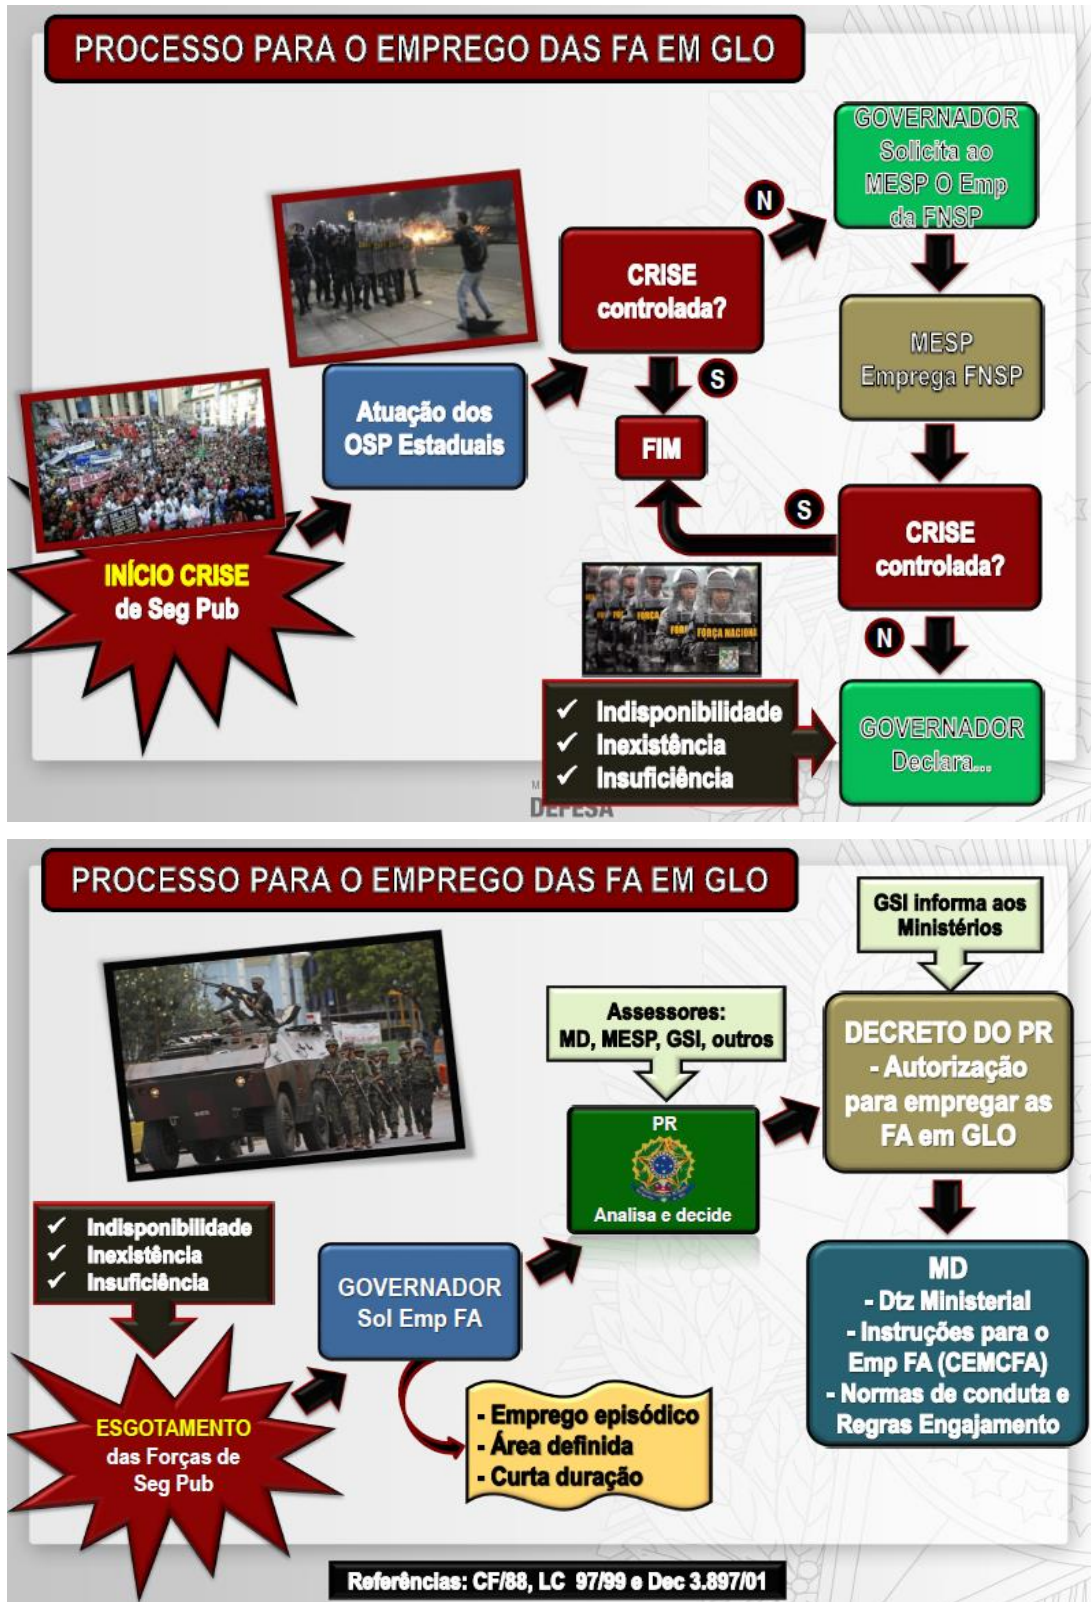 PROCESSO PARA O EMPREGO DAS FA EM GLO
GOVERNADOR
Solicita ao
MESP O Emp
da FNSP
N
CRISE
controlada?
S
MESP
Emprega FNSP
Atuação dos
OSP Estaduais
FIM
S
CRISE
controlada?
INÍCIO CRISE
de Seg Pub
FORÇA NACIONAL
N
✓ Indisponibilidade
✓ Inexistência
✓ Insuficiência
GOVERNADOR
Declara...
DEFESA
PROCESSO PARA O EMPREGO DAS FA EM GLO
GSI informa aos
Ministérios
Assessores:
MD, MESP, GSI, outros
DECRETO DO PR
- Autorização
para empregar as
FA em GLO
PR
Analisa e decide
✓ Indisponibilidade
✓ Inexistência
✓ Insuficiência
GOVERNADOR
Sol Emp FA
MD
- Dtz Ministerial
- Instruções para o
Emp FA (CEMCFA)
- Normas de conduta e
Regras Engajamento
- Emprego episódico
- Área definida
- Curta duração
ESGOTAMENTO
das Forças de
Seg Pub
Referências: CF/88, LC 97/99 e Dec 3.897/01